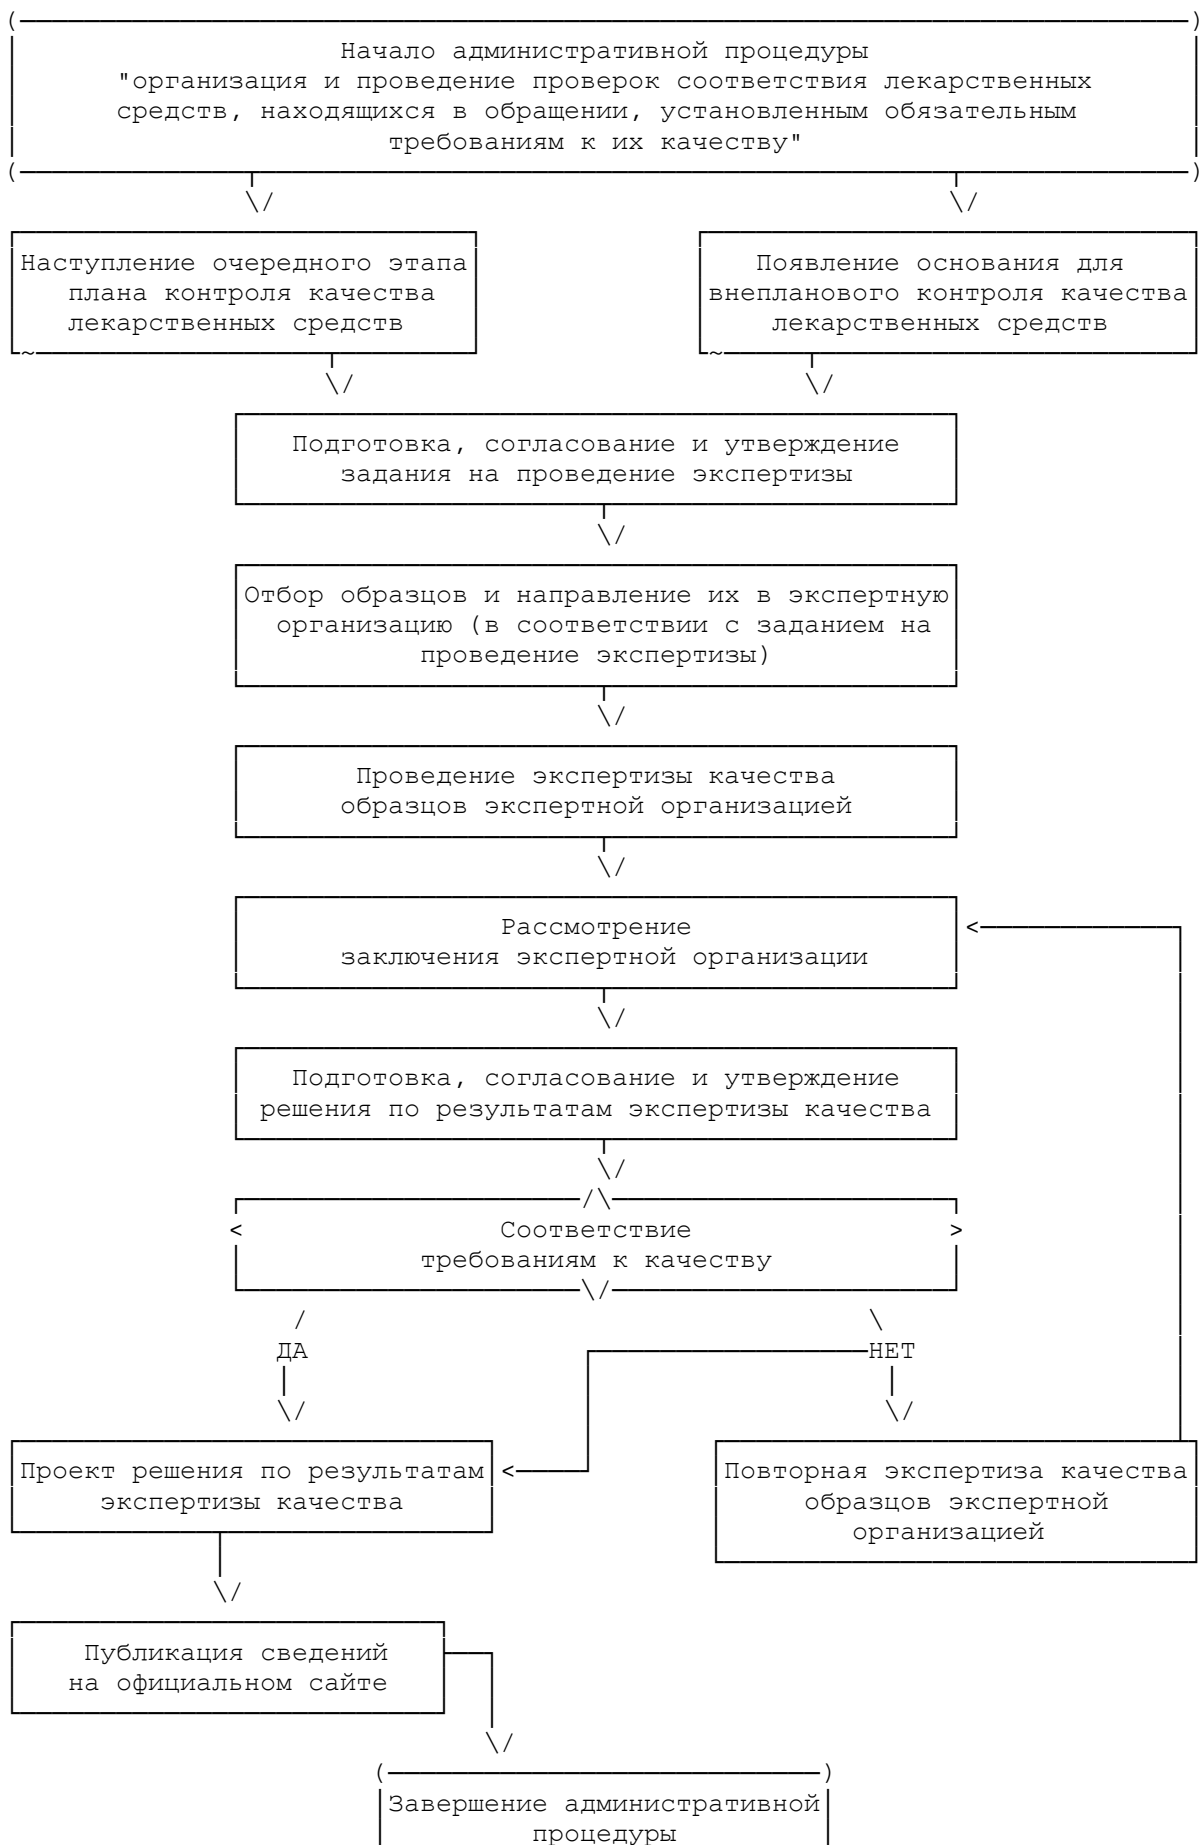 Начало административной процедуры
"организация и проведение проверок соответствия лекарственных
средств, находящихся в обращении, установленным обязательным
требованиям к их качеству"
Наступление очередного этапа
плана контроля качества
лекарственных средств
Появление основания для
внепланового контроля качества
лекарственных средств
Подготовка, согласование и утверждение
задания на проведение экспертизы
Отбор образцов и направление их в экспертную
организацию (в соответствии с заданием на
проведение экспертизы)
Проведение экспертизы качества
образцов экспертной организацией
Рассмотрение
заключения экспертной организации
Подготовка, согласование и утверждение
решения по результатам экспертизы качества
Соответствие
требованиям к качеству
ДА
НЕТ
Проект решения по результатам
экспертизы качества
Повторная экспертиза качества
образцов экспертной
организацией
Публикация сведений
на официальном сайте
Завершение административной
процедуры